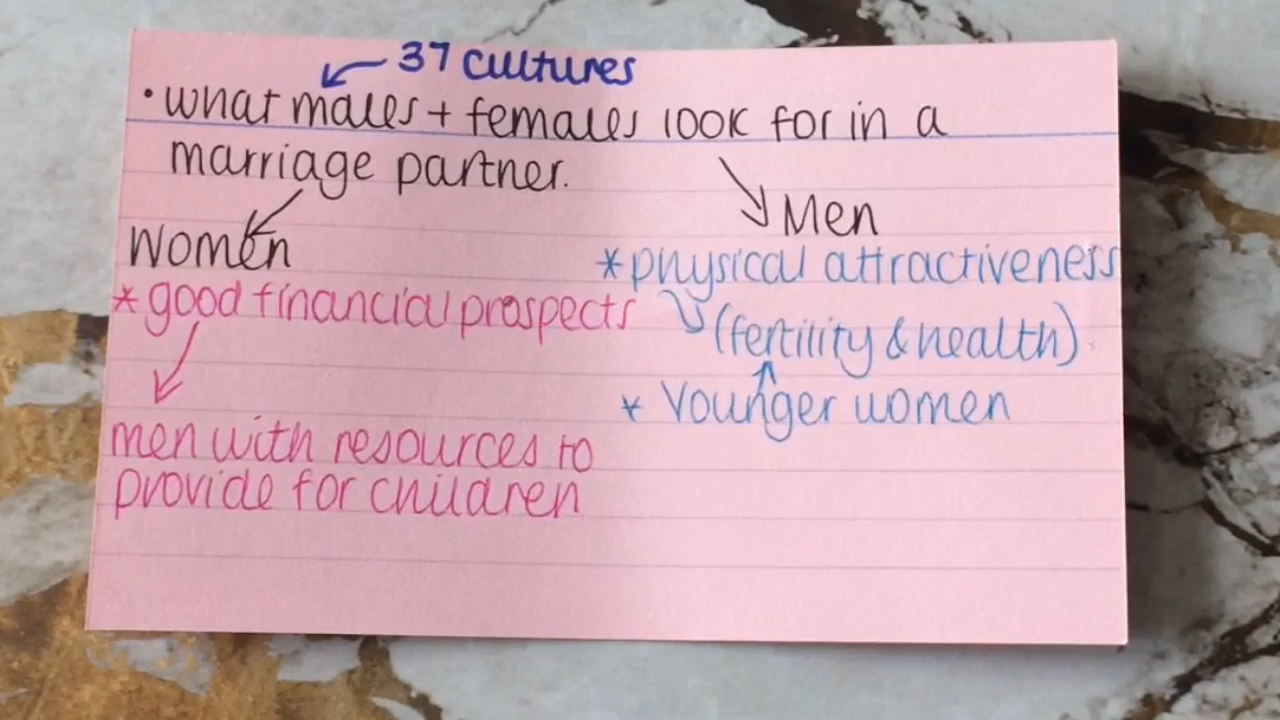 37 cultures
• what males + females look for in a
marriage partner.
Men
Women
* physical attractiveness
* good financial prospects
(fertility & health)
* Younger women
men with resources to
provide for children